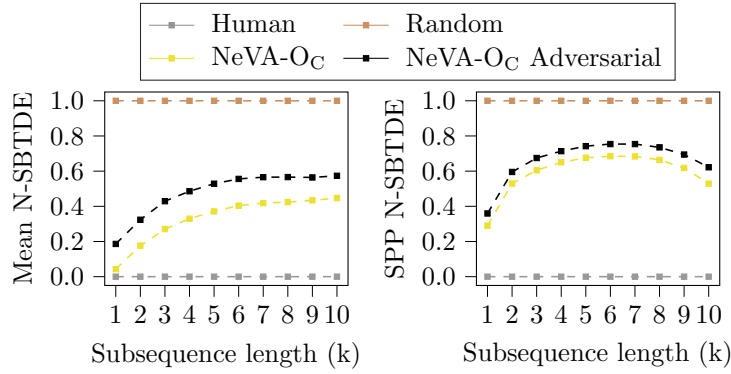 Human Random
NeVA-O_C NeVA-O_C Adversarial
Mean N-SBTDE
1.0
0.8
0.6
0.4
0.2
0.0
1 2 3 4 5 6 7 8 9 10
Subsequence length (k)
SPP N-SBTDE
1.0
0.8
0.6
0.4
0.2
0.0
1 2 3 4 5 6 7 8 9 10
Subsequence length (k)